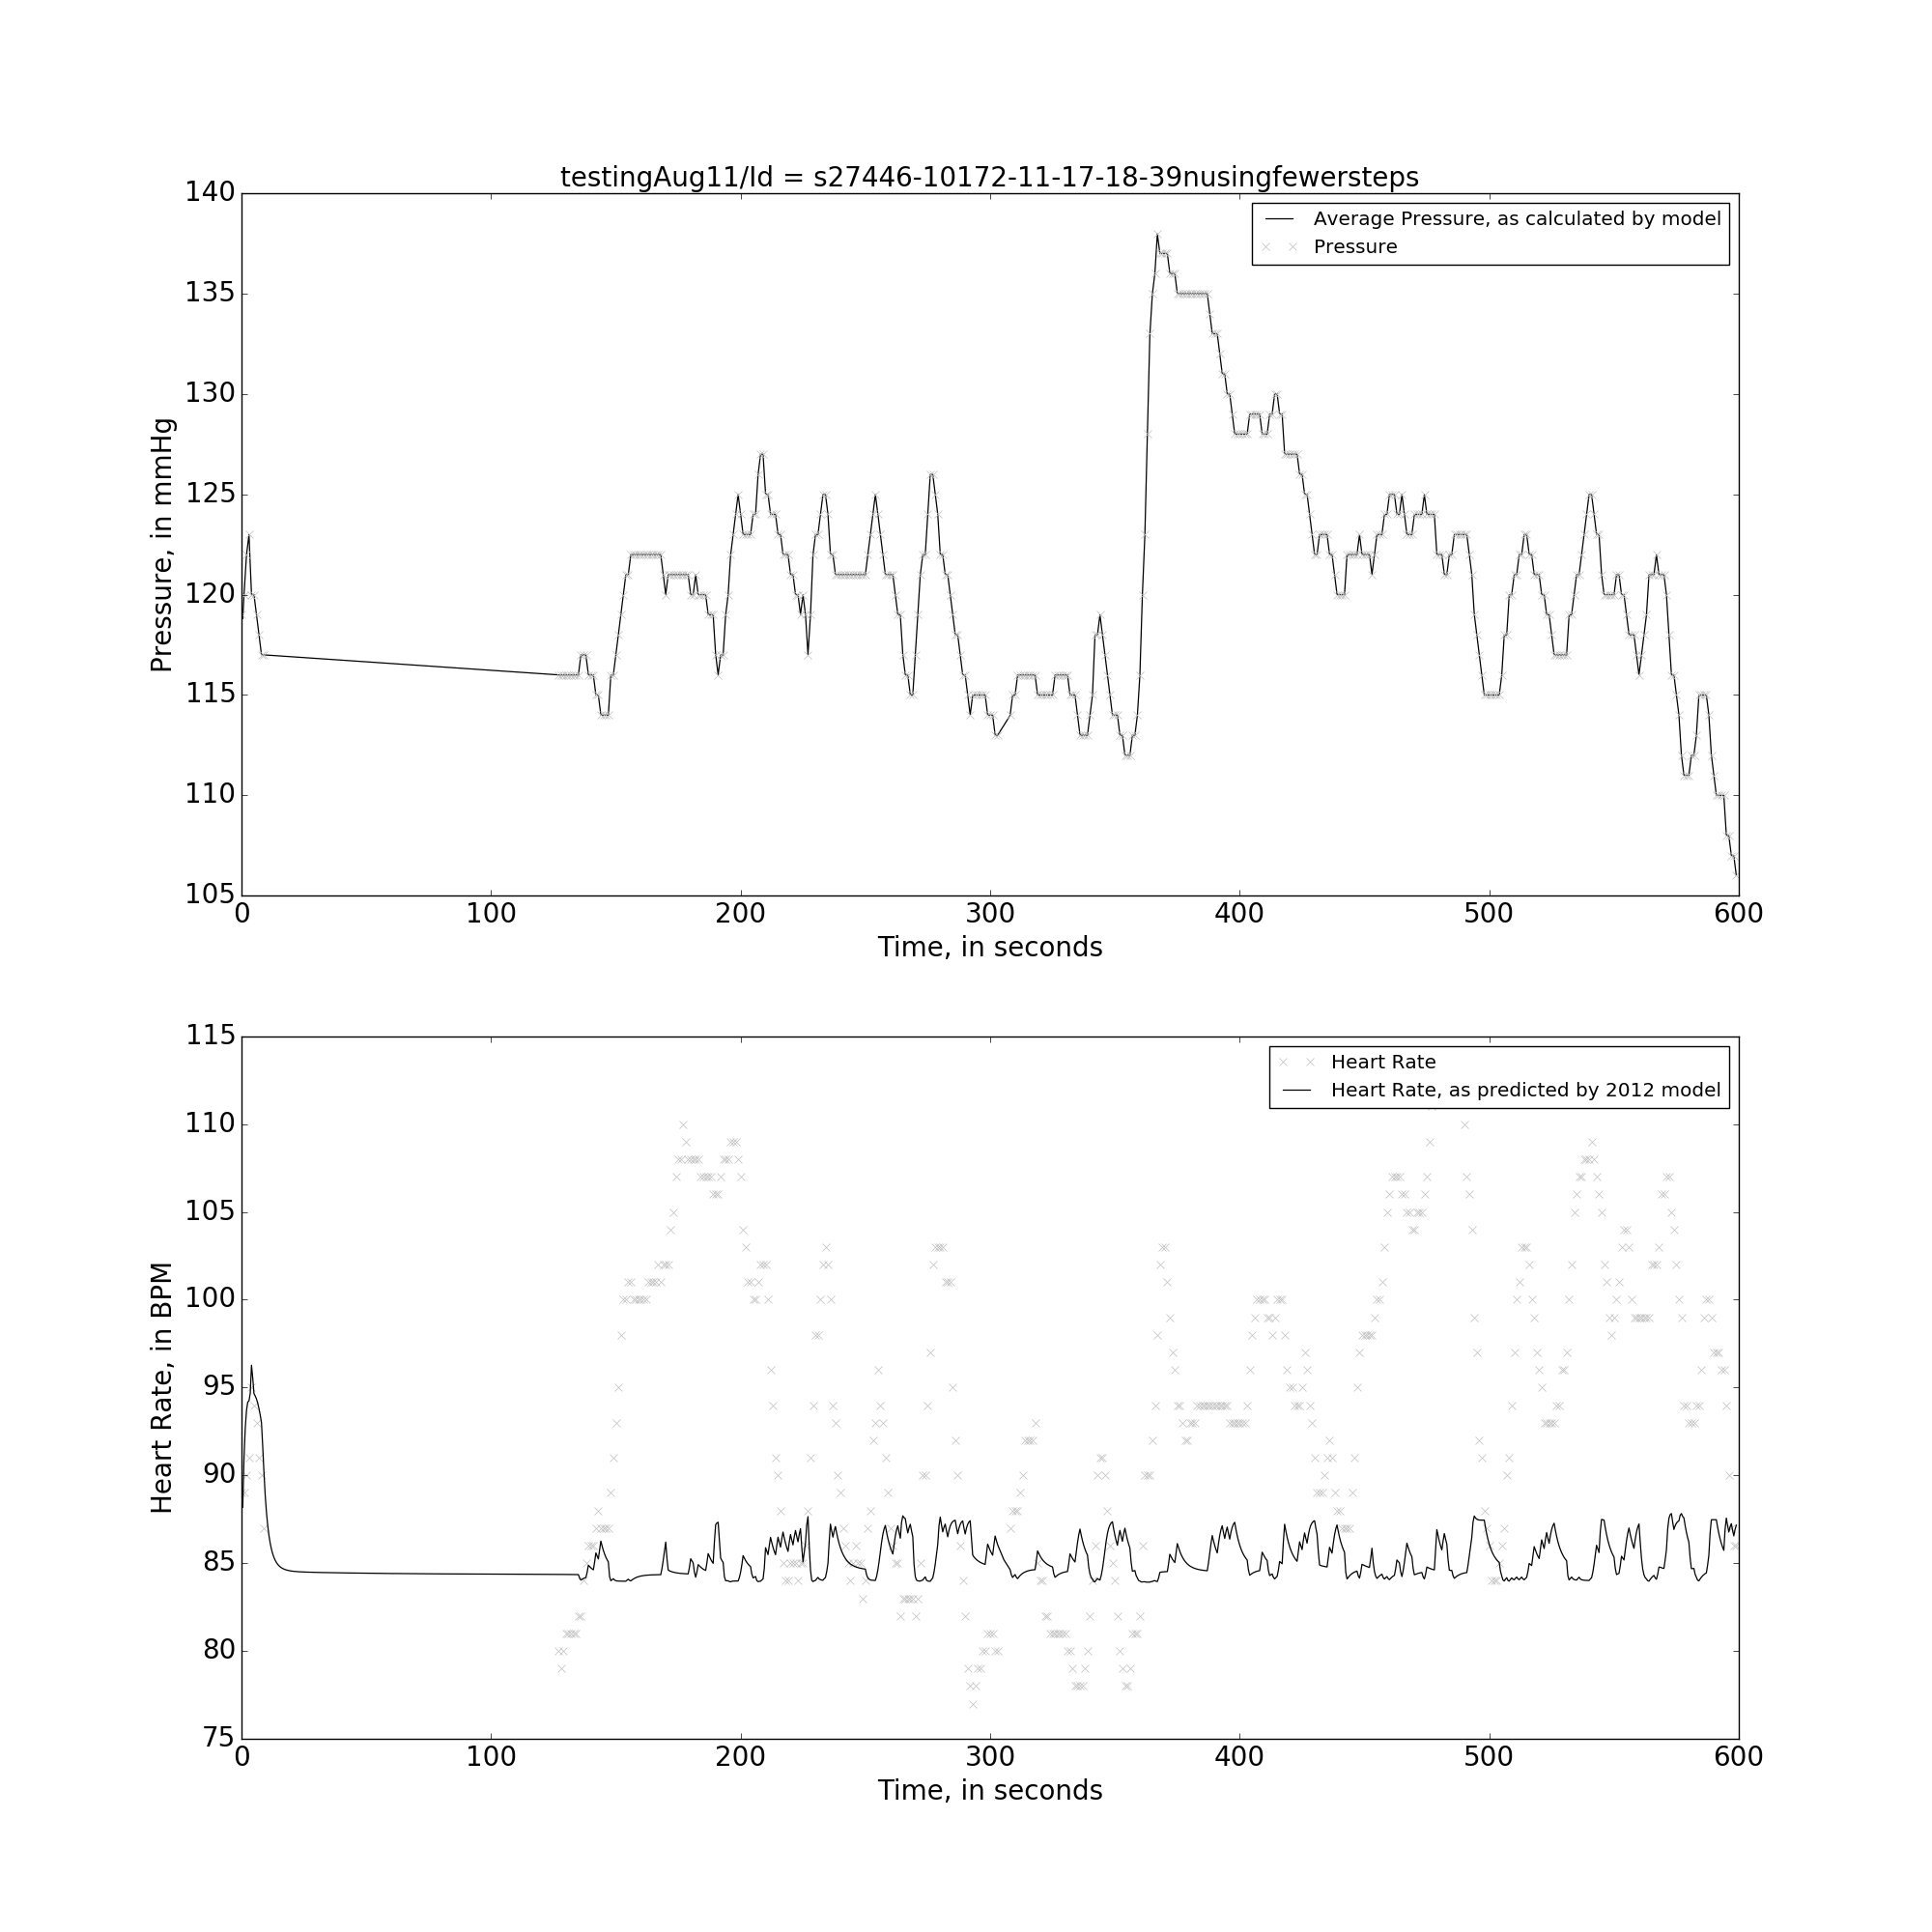 testingAug11/Id = s27446-10172-11-17-18-39nusingfewersteps
140
135
130
125
120
115
110
105
Pressure, in mmHg
Average Pressure, as calculated by model
Pressure
0 100 200 300 400 500 600
Time, in seconds
115
110
105
100
95
90
85
80
75
Heart Rate, in BPM
Heart Rate
Heart Rate, as predicted by 2012 model
0 100 200 300 400 500 600
Time, in seconds